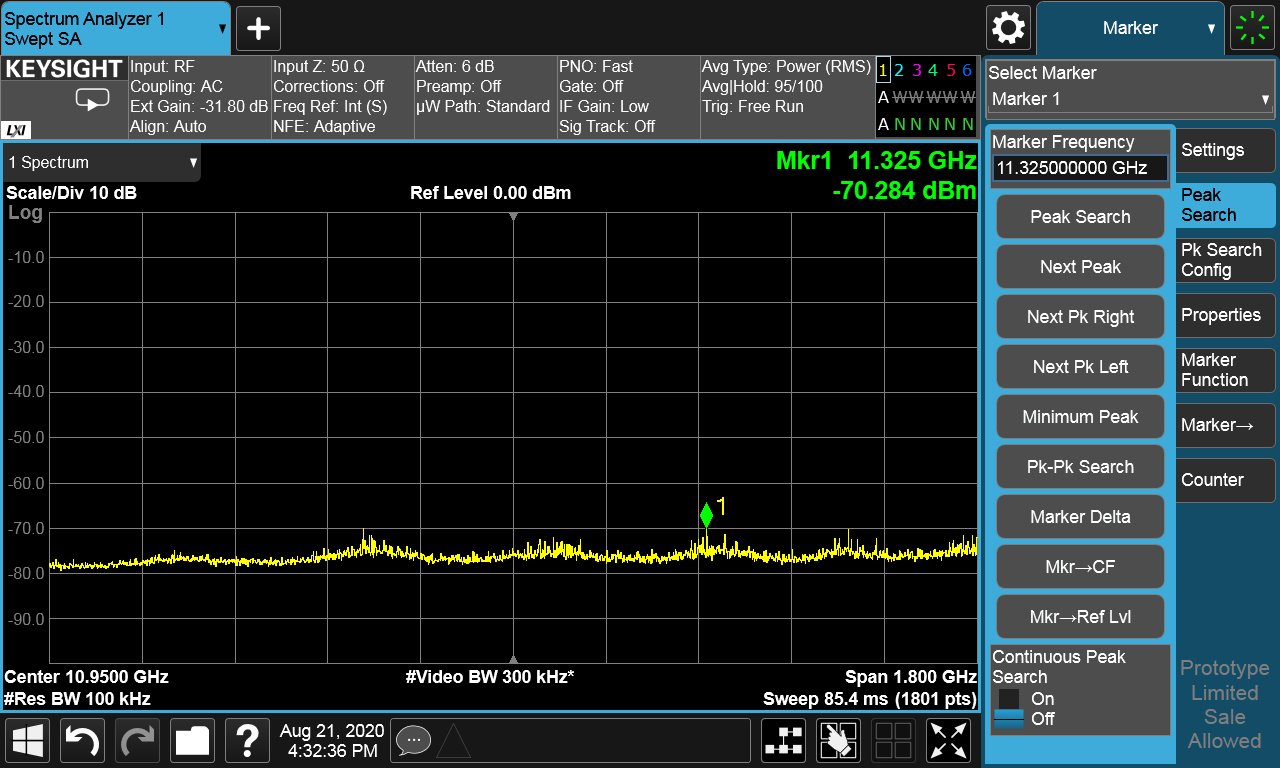 Spectrum Analyzer 1
Swept SA
Marker
KEYSIGHT
LXI
Input: RF
Coupling: AC
Ext Gain: -31.80 dB
Align: Auto
Input Z: 50 Ω
Corrections: Off
Freq Ref: Int (S)
NFE: Adaptive
Atten: 6 dB
Preamp: Off
µW Path: Standard
PNO: Fast
Gate: Off
IF Gain: Low
Sig Track: Off
Avg Type: Power (RMS)
Avg|Hold: 95/100
Trig: Free Run
1 2 3 4 5 6
A W W W W W
A N N N N N
Select Marker
Marker 1
1 Spectrum
Mkr1 11.325 GHz
-70.284 dBm
Scale/Div 10 dB
Ref Level 0.00 dBm
Log
-10.0
-20.0
-30.0
-40.0
-50.0
-60.0
-70.0
-80.0
-90.0
1
Center 10.9500 GHz
#Video BW 300 kHz*
Span 1.800 GHz
#Res BW 100 kHz
Sweep 85.4 ms (1801 pts)
Marker Frequency
11.325000000 GHz
Peak Search
Next Peak
Next Pk Right
Next Pk Left
Minimum Peak
Pk-Pk Search
Marker Delta
Mkr→CF
Mkr→Ref Lvl
Continuous Peak
Search
On
Off
Settings
Peak
Search
Pk Search
Config
Properties
Marker
Function
Marker→
Counter
Prototype
Limited
Sale
Allowed
Aug 21, 2020
4:32:36 PM